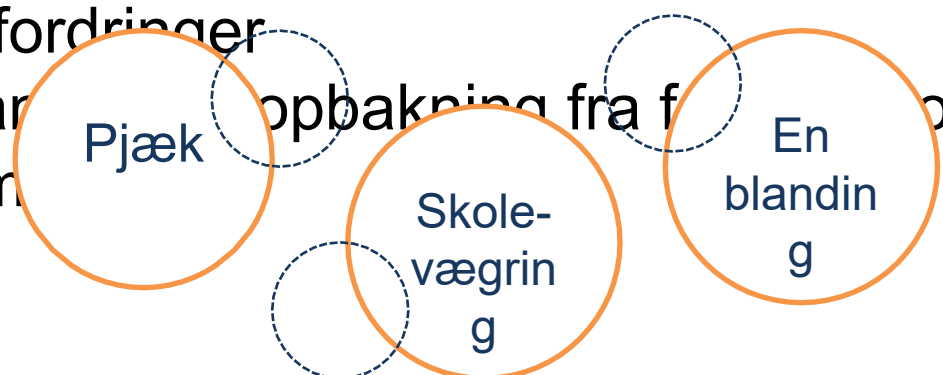 fordringer
opbakning fra f
Pjæk
Skole-
vægrin
g
En
blandin
g